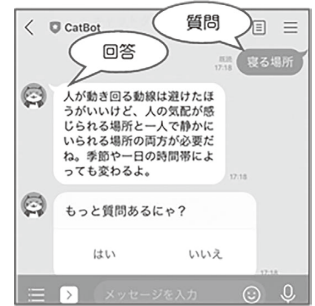 CatBot
質問
回答
既読
17:18
寝る場所
人が動き回る動線は避けたほ
うがいいけど、人の気配が感
じられる場所と一人で静かに
いられる場所の両方が必要だ
ね。季節や一日の時間帯によ
っても変わるよ。
17:18
もっと質問あるにゃ？
はい
いいえ
17:18
メッセージを入力